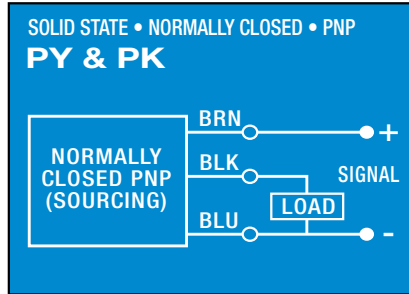 SOLID STATE • NORMALLY CLOSED • PNP
PY & PK
BRN
+
NORMALLY
CLOSED PNP
(SOURCING)
BLK
SIGNAL
LOAD
BLU
-